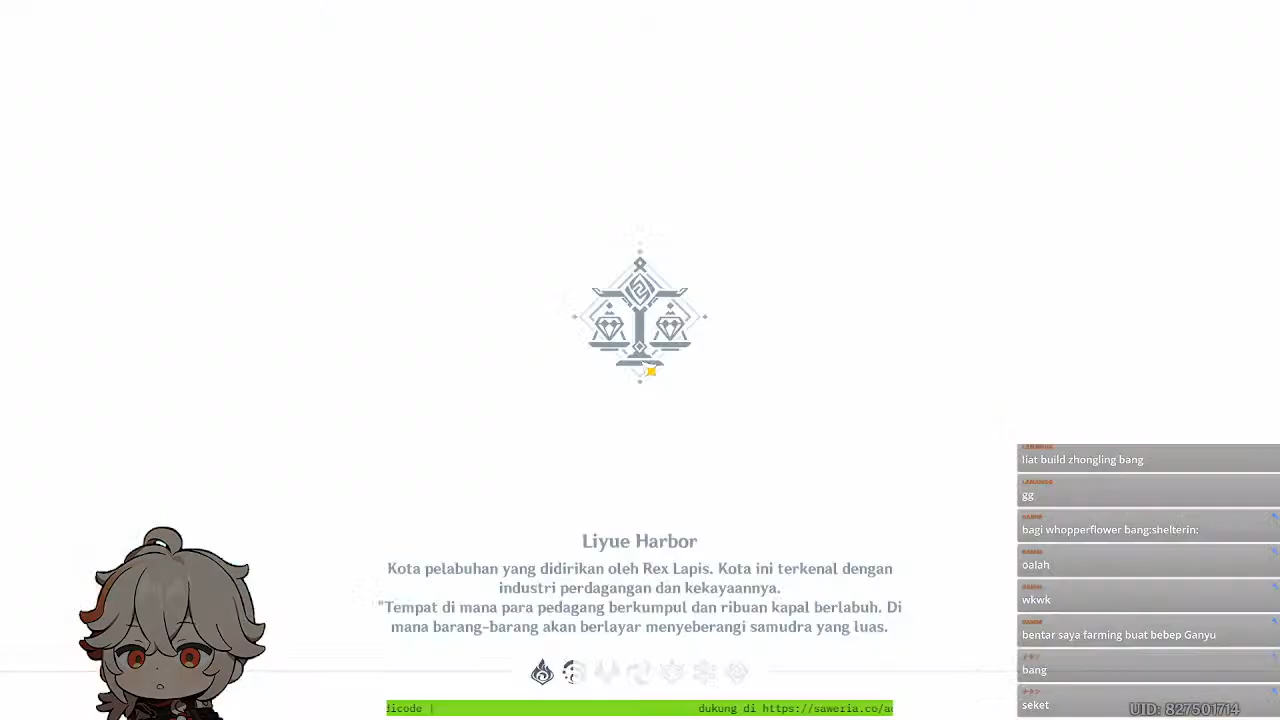 Liyue Harbor
Kota pelabuhan yang didirikan oleh Rex Lapis. Kota ini terkenal dengan
industri perdagangan dan kekayaannya.
"Tempat di mana para pedagang berkumpul dan ribuan kapal berlabuh. Di
mana barang-barang akan berlayar menyeberangi samudra yang luas.
liat build zhongling bang
gg
bagi whopperflower bang:shelterin:
oalah
wkwk
bentar saya farming buat bebep Ganyu
bang
seket
UID: 827501714
dicode | dukung di https://saweria.co/ac